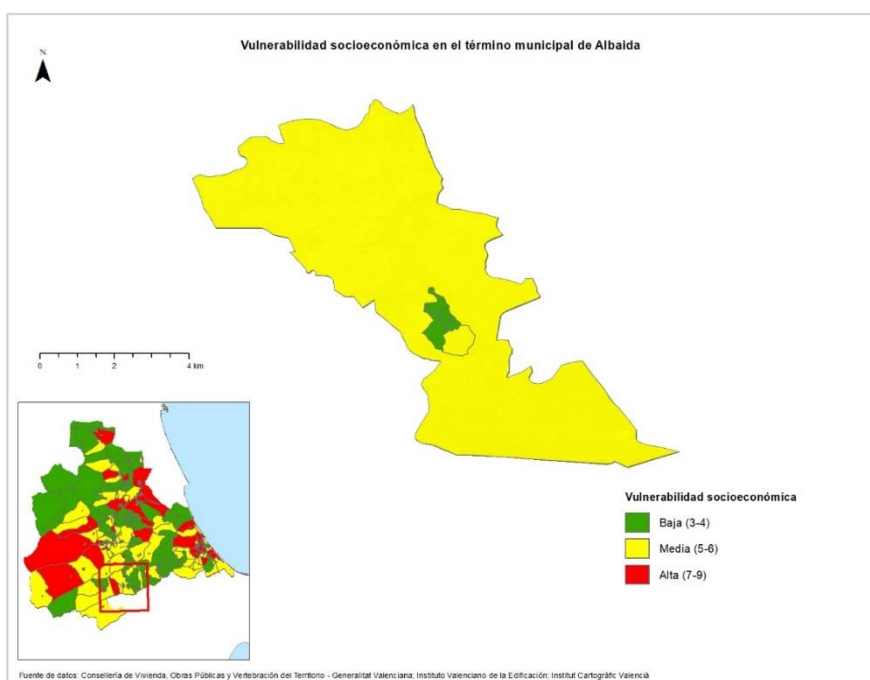 Vulnerabilidad socioeconómica en el término municipal de Albaida
N
0 1 2 4 km
Vulnerabilidad socioeconómica
Baja (3-4)
Media (5-6)
Alta (7-9)
Fuente de datos: Consellería de Vivienda, Obras Públicas y Vertebración del Territorio - Generalitat Valenciana; Instituto Valenciano de la Edificación; Institut Cartogràfic Valencià